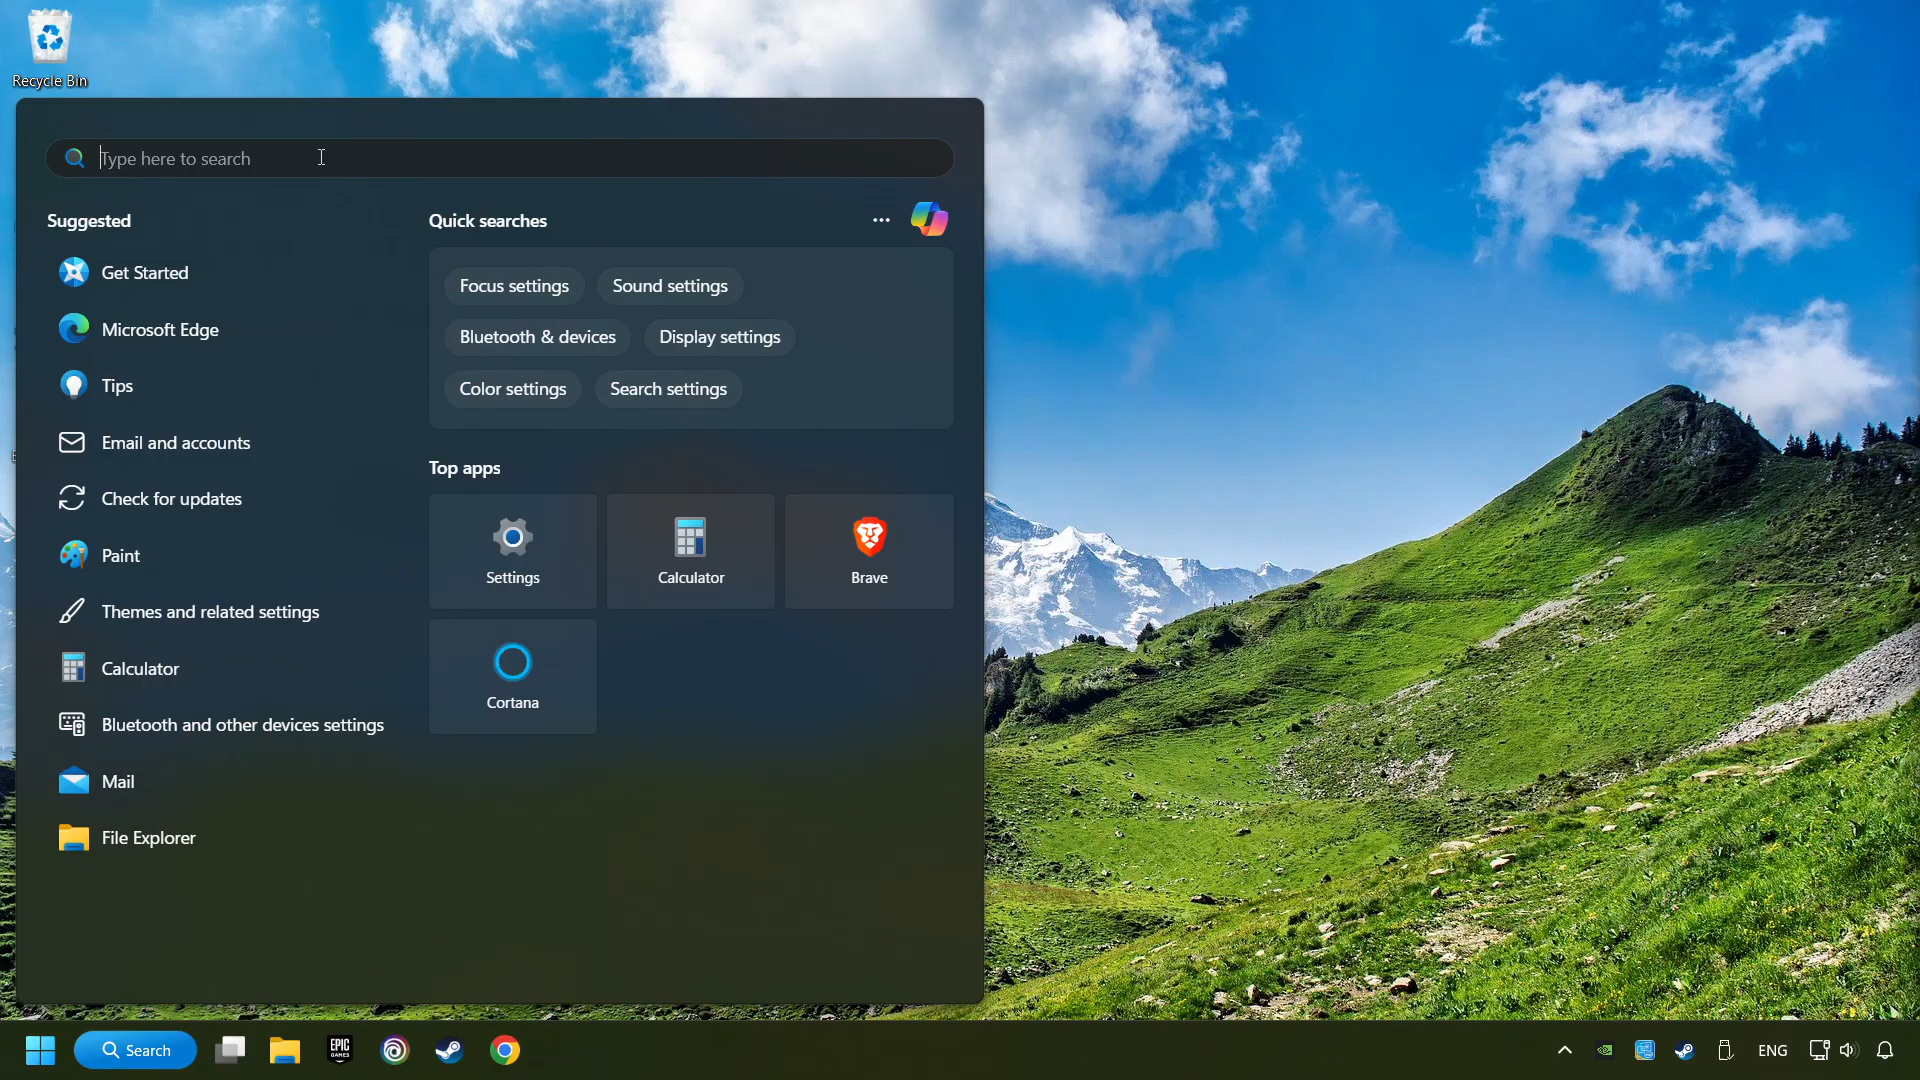 Recycle Bin
Type here to search
Suggested
Get Started
Microsoft Edge
Tips
Email and accounts
Check for updates
Paint
Themes and related settings
Calculator
Bluetooth and other devices settings
Mail
File Explorer
Quick searches
Focus settings
Sound settings
Bluetooth & devices
Display settings
Color settings
Search settings
Top apps
Settings
Calculator
Brave
Cortana
Search
EPIC
GAMES
ENG